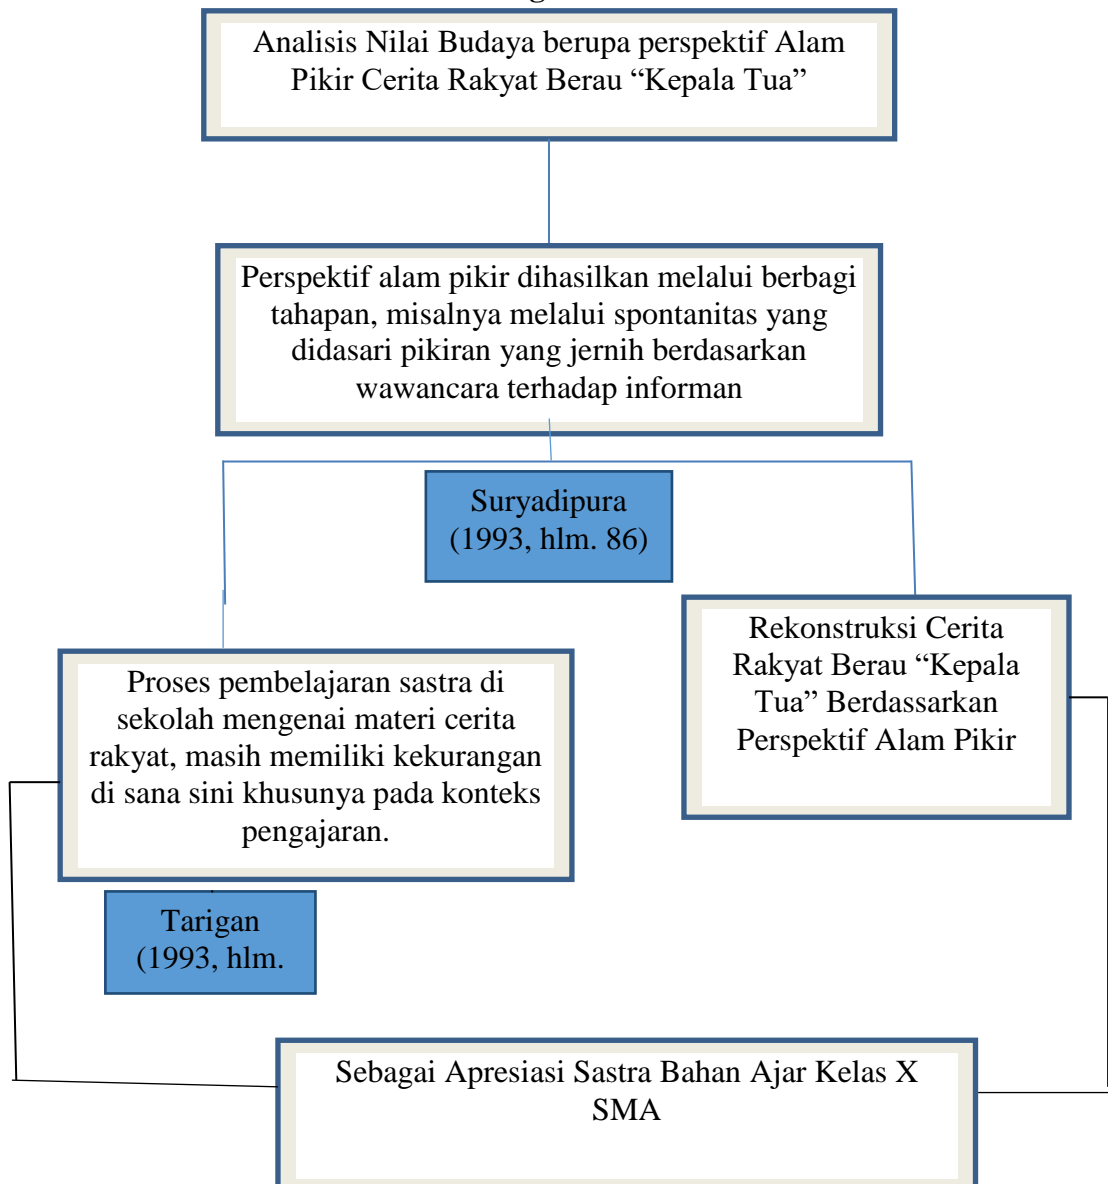 Analisis Nilai Budaya berupa perspektif Alam
Pikir Cerita Rakyat Berau “Kepala Tua”
Perspektif alam pikir dihasilkan melalui berbagi
tahapan, misalnya melalui spontanitas yang
didasari pikiran yang jernih berdasarkan
wawancara terhadap informan
Suryadipura
(1993, hlm. 86)
Rekonstruksi Cerita
Rakyat Berau “Kepala
Tua” Berdassarkan
Perspektif Alam Pikir
Proses pembelajaran sastra di
sekolah mengenai materi cerita
rakyat, masih memiliki kekurangan
di sana sini khusunya pada konteks
pengajaran.
Tarigan
(1993, hlm.
Sebagai Apresiasi Sastra Bahan Ajar Kelas X
SMA